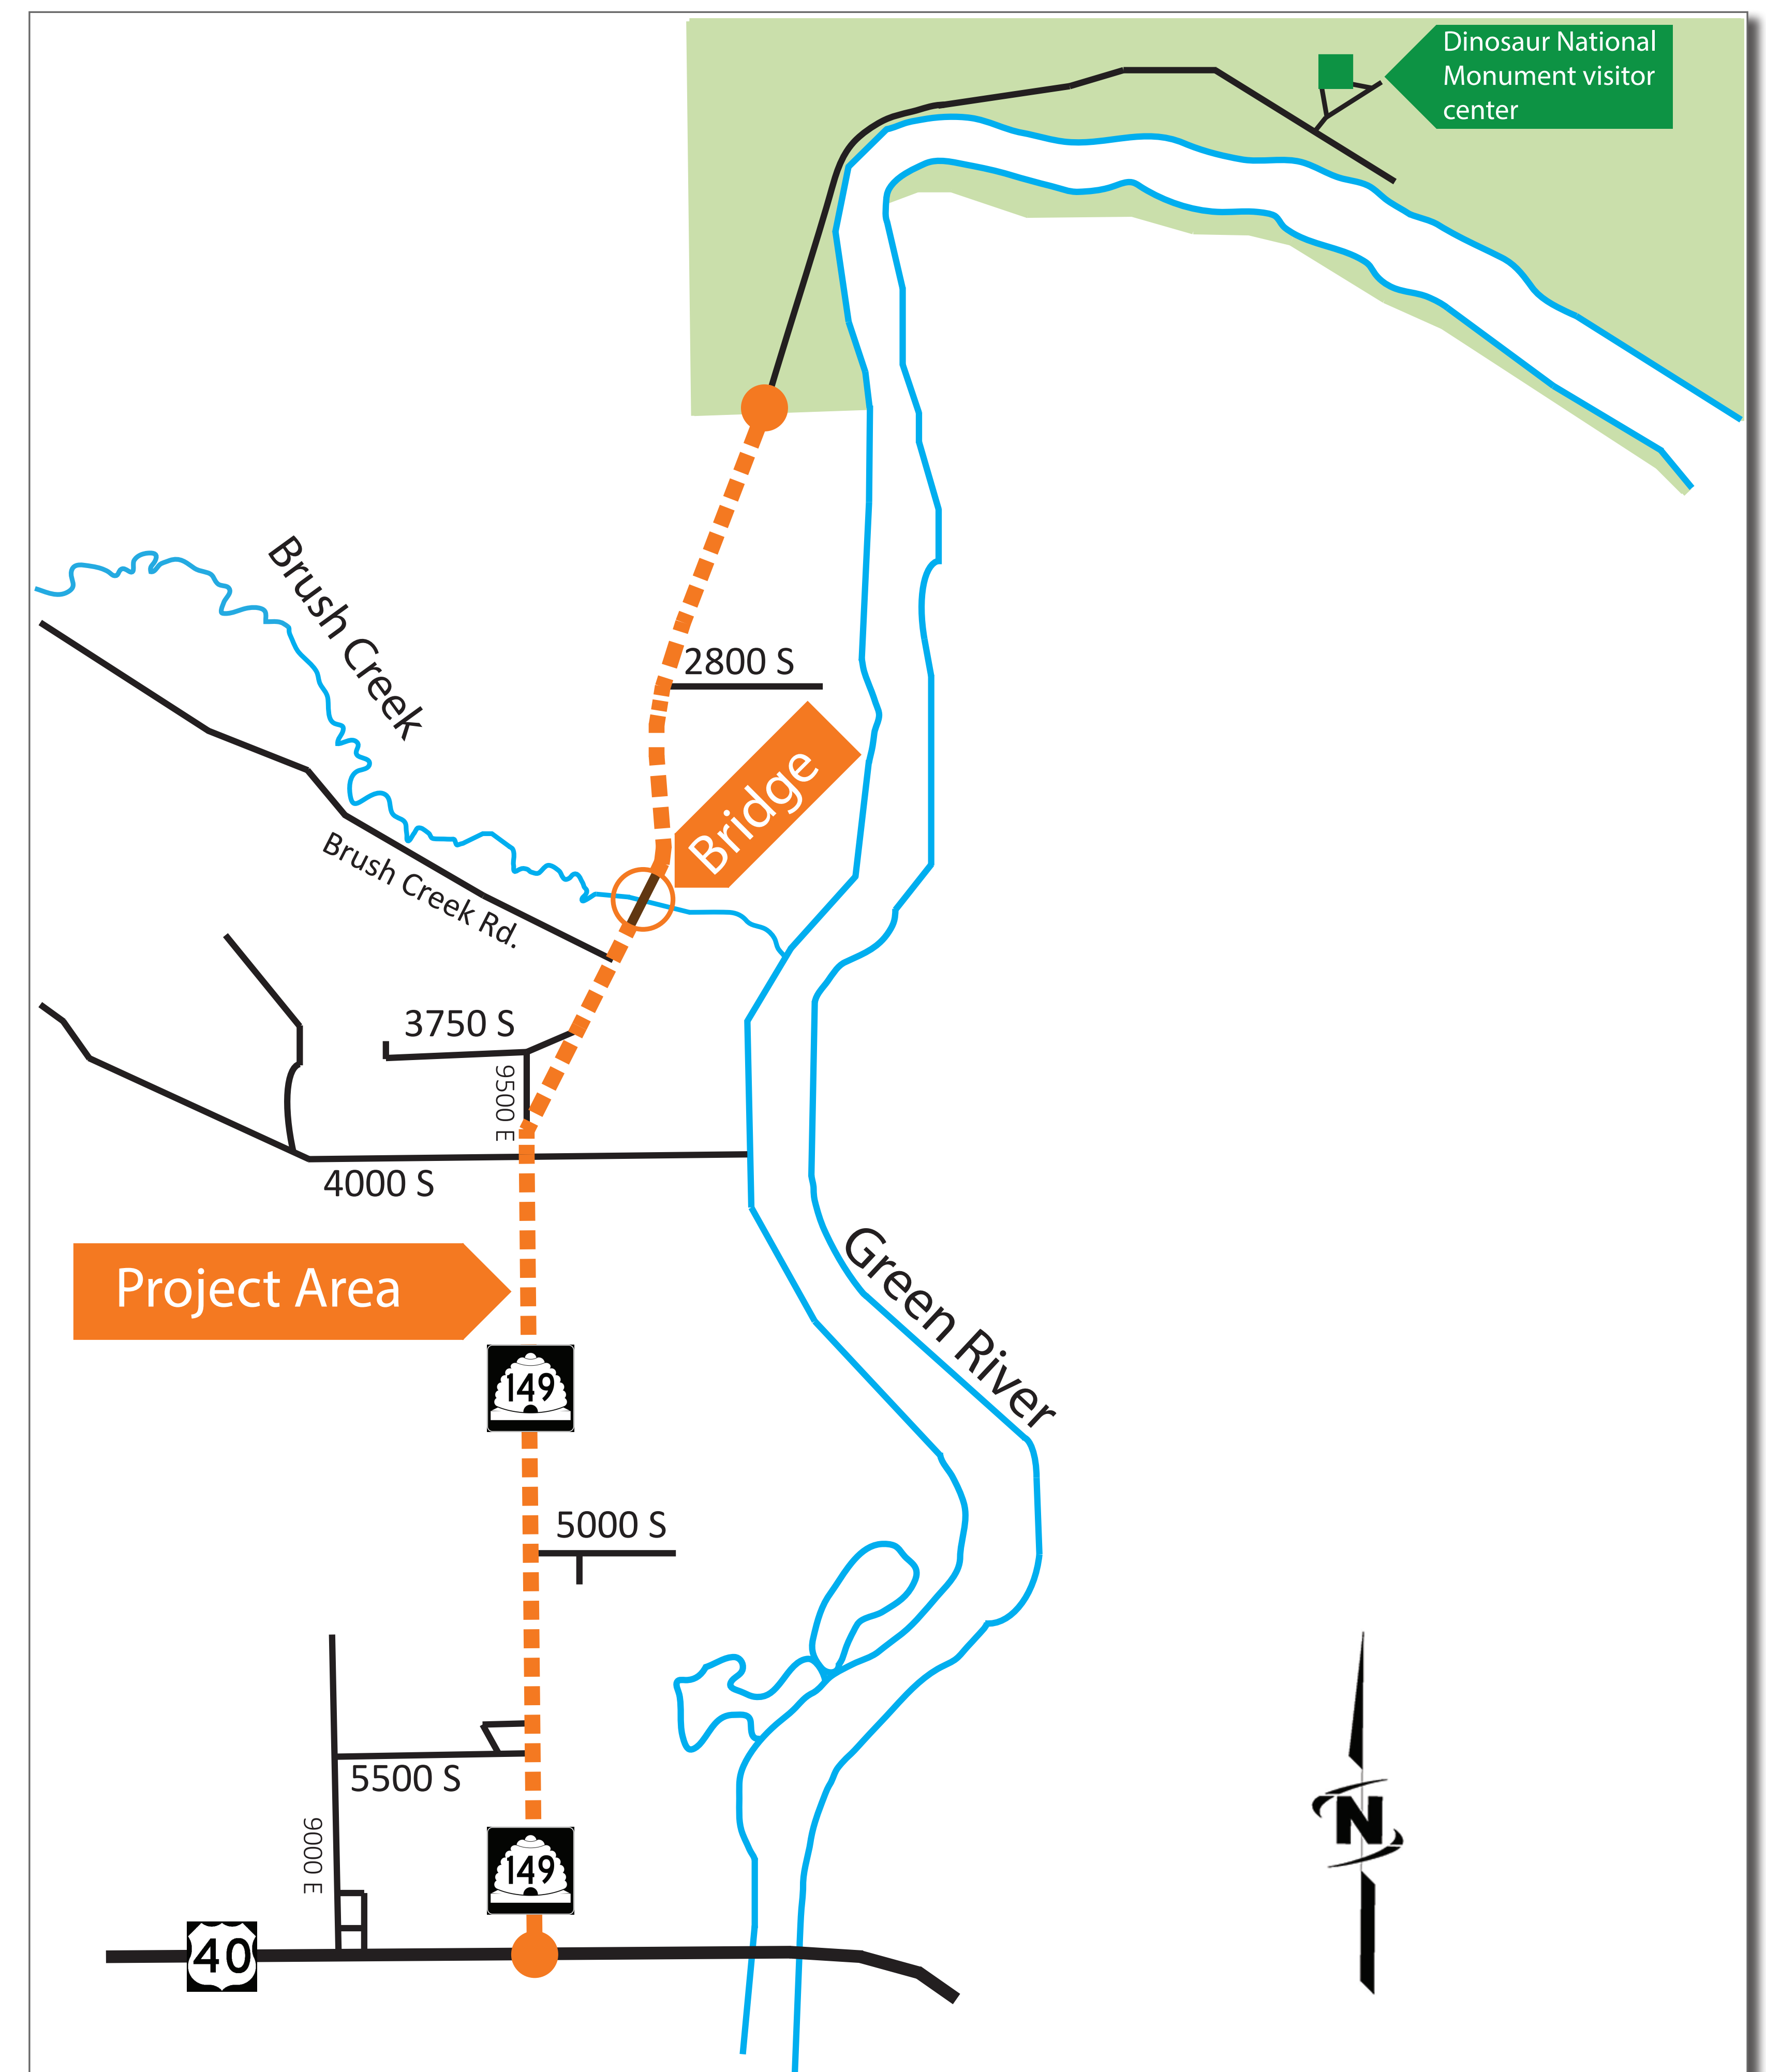 Dinosaur National
Monument visitor
center
Brush Creek
2800 S
Bridge
Brush Creek Rd.
3750 S
9500 E
4000 S
Green River
Project Area
149
5000 S
5500 S
9000 E
149
40
N